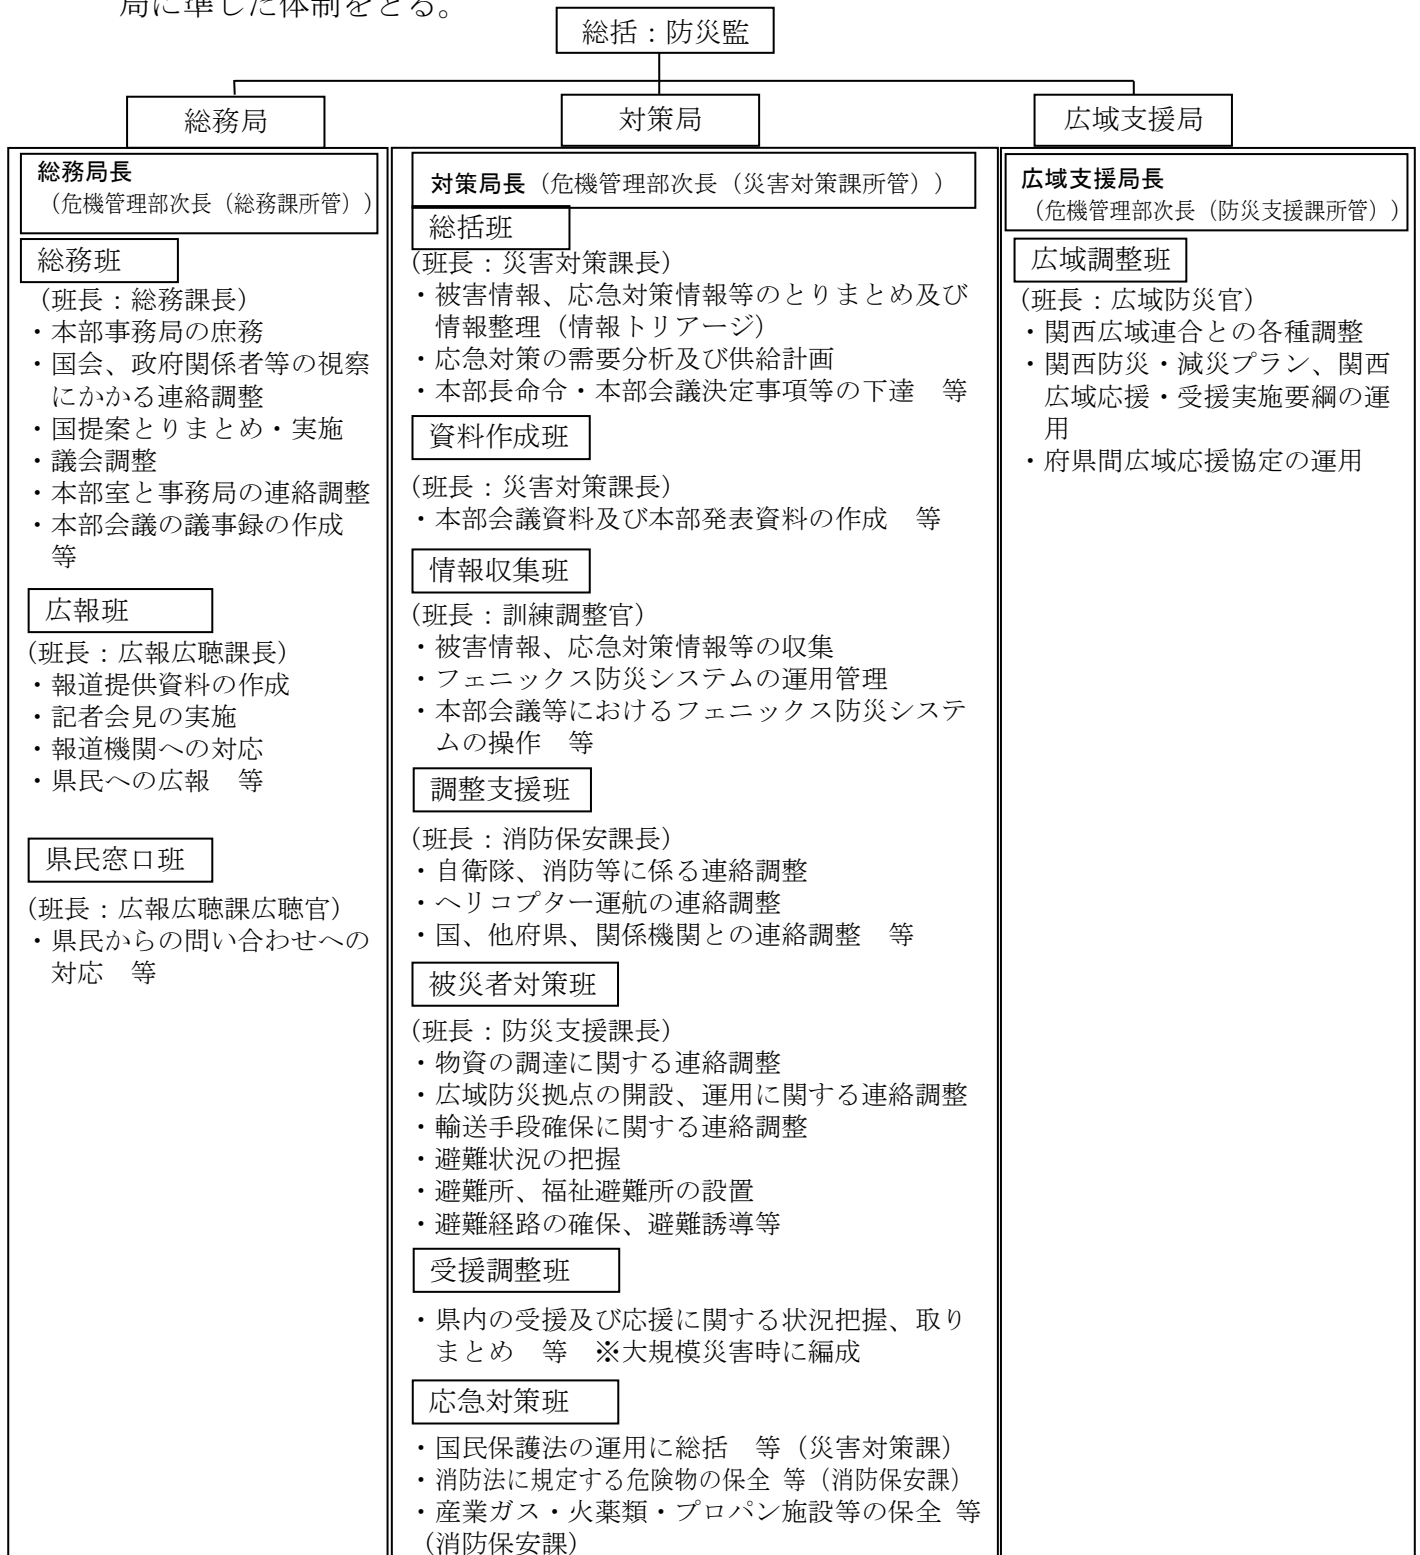 局に準じた体制をとる。
総括：防災監
総務局
対策局
広域支援局
総務局長
（危機管理部次長（総務課所管））
総務班
（班長：総務課長）
・本部事務局の庶務
・国会、政府関係者等の視察
にかかる連絡調整
・国提案とりまとめ・実施
・議会調整
・本部室と事務局の連絡調整
・本部会議の議事録の作成
等
広報班
（班長：広報広聴課長）
・報道提供資料の作成
・記者会見の実施
・報道機関への対応
・県民への広報　等
県民窓口班
（班長：広報広聴課広聴官）
・県民からの問い合わせへの
対応　等
対策局長（危機管理部次長（災害対策課所管））
総括班
（班長：災害対策課長）
・被害情報、応急対策情報等のとりまとめ及び
情報整理（情報トリアージ）
・応急対策の需要分析及び供給計画
・本部長命令・本部会議決定事項等の下達　等
資料作成班
（班長：災害対策課長）
・本部会議資料及び本部発表資料の作成　等
情報収集班
（班長：訓練調整官）
・被害情報、応急対策情報等の収集
・フェニックス防災システムの運用管理
・本部会議等におけるフェニックス防災システ
ムの操作　等
調整支援班
（班長：消防保安課長）
・自衛隊、消防等に係る連絡調整
・ヘリコプター運航の連絡調整
・国、他府県、関係機関との連絡調整　等
被災者対策班
（班長：防災支援課長）
・物資の調達に関する連絡調整
・広域防災拠点の開設、運用に関する連絡調整
・輸送手段確保に関する連絡調整
・避難状況の把握
・避難所、福祉避難所の設置
・避難経路の確保、避難誘導等
受援調整班
・県内の受援及び応援に関する状況把握、取り
まとめ　等　※大規模災害時に編成
応急対策班
・国民保護法の運用に総括　等（災害対策課）
・消防法に規定する危険物の保全 等（消防保安課）
・産業ガス・火薬類・プロパン施設等の保全 等
（消防保安課）
広域支援局長
（危機管理部次長（防災支援課所管））
広域調整班
（班長：広域防災官）
・関西広域連合との各種調整
・関西防災・減災プラン、関西
広域応援・受援実施要綱の運
用
・府県間広域応援協定の運用